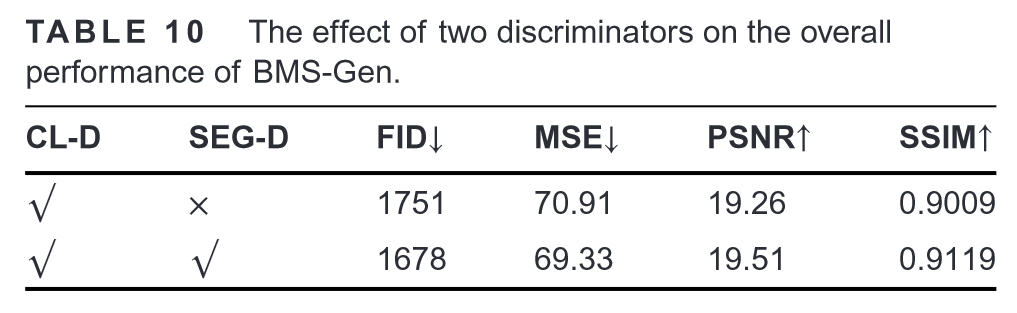 TABLE 10 The effect of two discriminators on the overall
performance of BMS-Gen.
CL-D SEG-D FID↓ MSE↓ PSNR↑ SSIM↑
√ × 1751 70.91 19.26 0.9009
√ √ 1678 69.33 19.51 0.9119